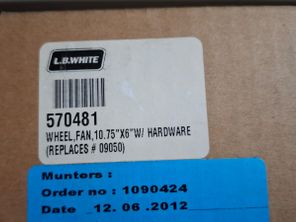 L.B.WHITE
570481
WHEEL,FAN,10.75"X6"W/ HARDWARE
(REPLACES # 09050)
Munters :
Order no : 1090424
Date 12. 06 .2012